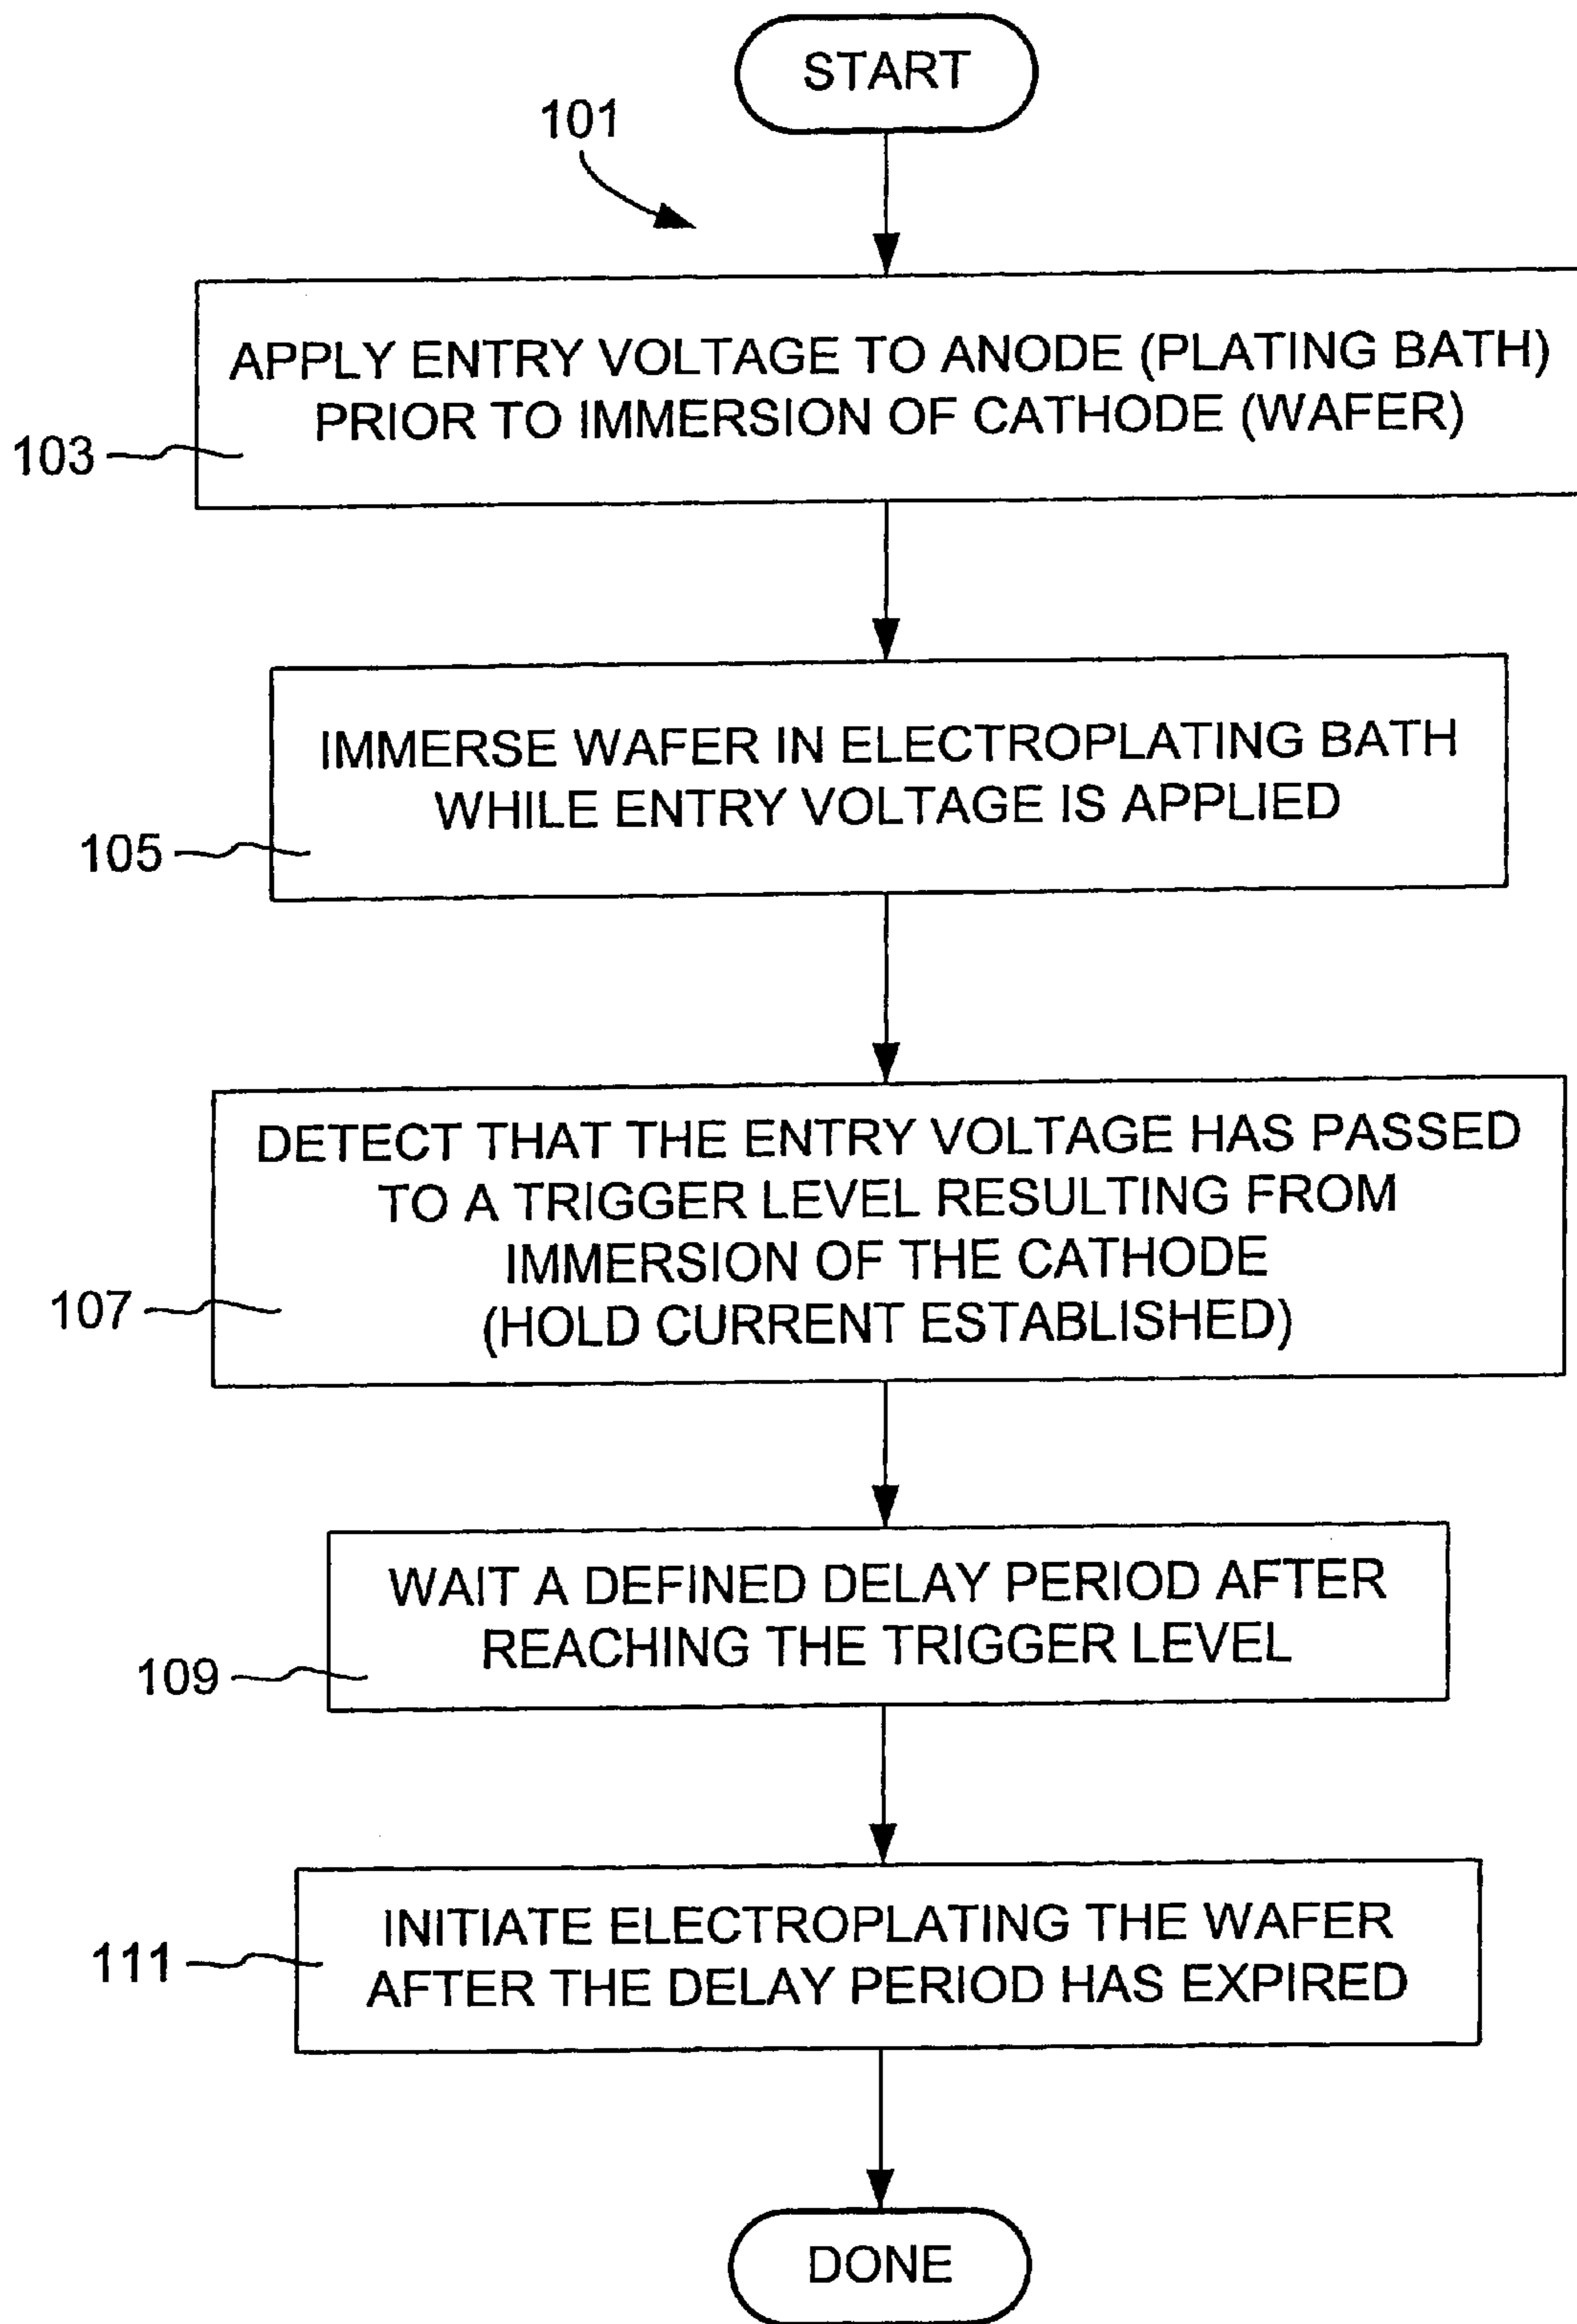 START
101
APPLY ENTRY VOLTAGE TO ANODE (PLATING BATH)
PRIOR TO IMMERSION OF CATHODE (WAFER)
103
IMMERSE WAFER IN ELECTROPLATING BATH
WHILE ENTRY VOLTAGE IS APPLIED
105
DETECT THAT THE ENTRY VOLTAGE HAS PASSED
TO A TRIGGER LEVEL RESULTING FROM
IMMERSION OF THE CATHODE
(HOLD CURRENT ESTABLISHED)
107
WAIT A DEFINED DELAY PERIOD AFTER
REACHING THE TRIGGER LEVEL
109
INITIATE ELECTROPLATING THE WAFER
AFTER THE DELAY PERIOD HAS EXPIRED
111
DONE